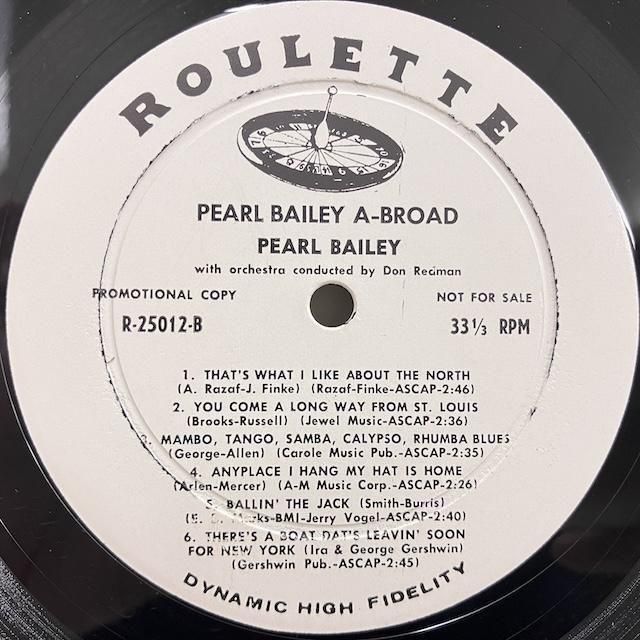 ROULETTE
PEARL BAILEY A-BROAD
PEARL BAILEY
with orchestra conducted by Don Redman
PROMOTIONAL COPY NOT FOR SALE
R-25012-B 33⅓ RPM
1. THAT'S WHAT I LIKE ABOUT THE NORTH
(A. Razaf-J. Finke) (Razaf-Finke-ASCAP-2:46)
2. YOU COME A LONG WAY FROM ST. LOUIS
(Brooks-Russell) (Jewel Music-ASCAP-2:36)
3. MAMBO, TANGO, SAMBA, CALYPSO, RHUMBA BLUES
(George-Allen) (Carole Music Pub.-ASCAP-2:35)
4. ANYPLACE I HANG MY HAT IS HOME
(Arlen-Mercer) (A-M Music Corp.-ASCAP-2:26)
5. BALLIN' THE JACK (Smith-Burris)
(E. B. Marks-BMI-Jerry Vogel-ASCAP-2:40)
6. THERE'S A BOAT DAT'S LEAVIN' SOON
FOR NEW YORK (Ira & George Gershwin)
(Gershwin Pub.-ASCAP-2:45)
DYNAMIC HIGH FIDELITY